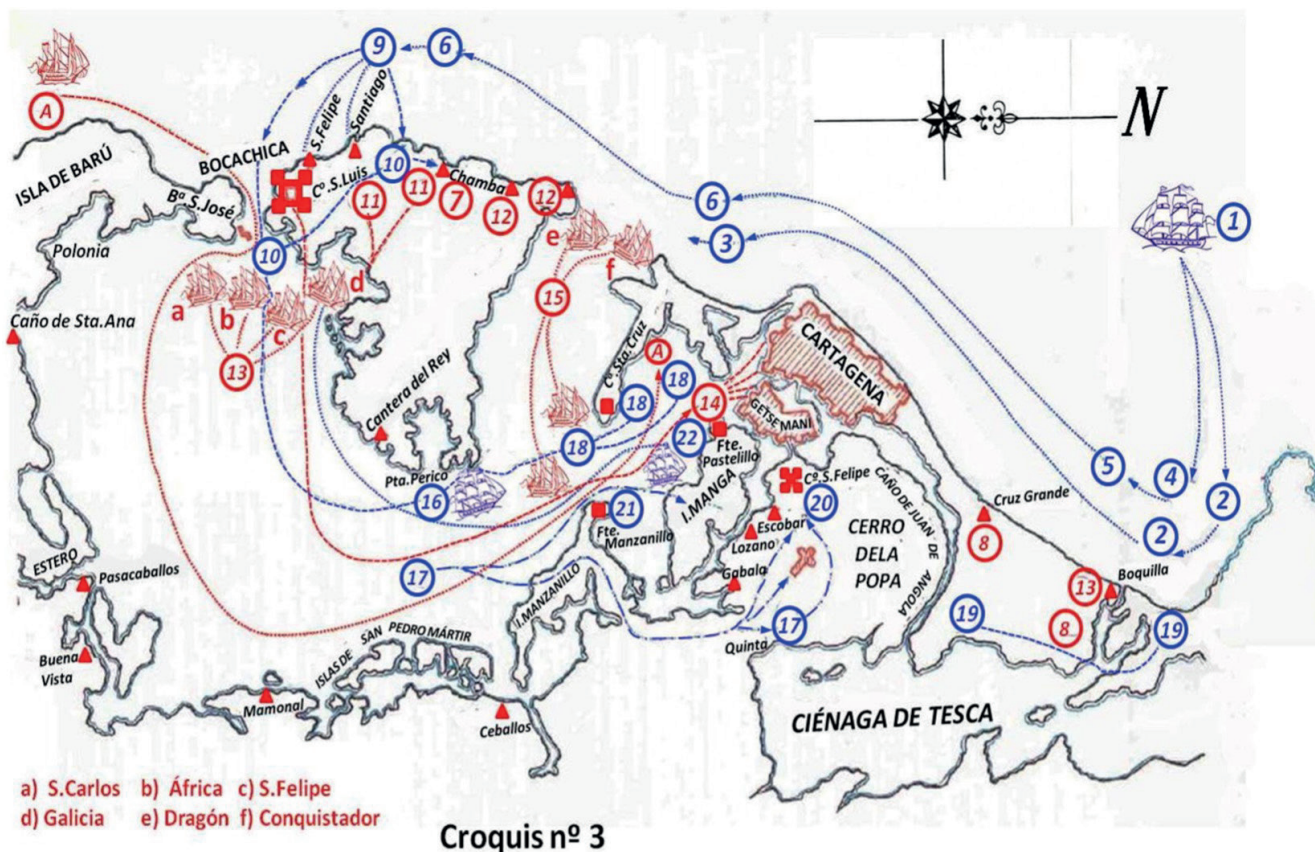 9
6
A
S.Felipe
Santiago
N
ISLA DE BARÚ
BOCACHICA
Bª S.José
Cº.S.Luis
10
11
11
7
Chamba
12
12
6
3
1
Polonia
10
e
f
d
a
b
c
15
Caño de Sta.Ana
13
Cantera del Rey
Cº.Sta.Cruz
A
18
18
14
18
22
CARTAGENA
GETSEMANÍ
Fte.
Pastelillo
5
4
2
2
Pta.Perico
16
21
Fte.
Manzanillo
I.MANGA
Cº.S.Felipe
20
Escobar
Lozano
Gabala
CERRO
DELA
POPA
CAÑO DE JUAN DE ANGOLA
Cruz Grande
8
13
Boquilla
8
19
19
17
17
Quinta
I.MANZANILLO
ESTERO
Pasacaballos
Buena
Vista
Mamonal
ISLAS DE SAN PEDRO MÁRTIR
Ceballos
CIÉNAGA DE TESCA
a) S.Carlos b) África c) S.Felipe
d) Galicia e) Dragón f) Conquistador
Croquis nº 3